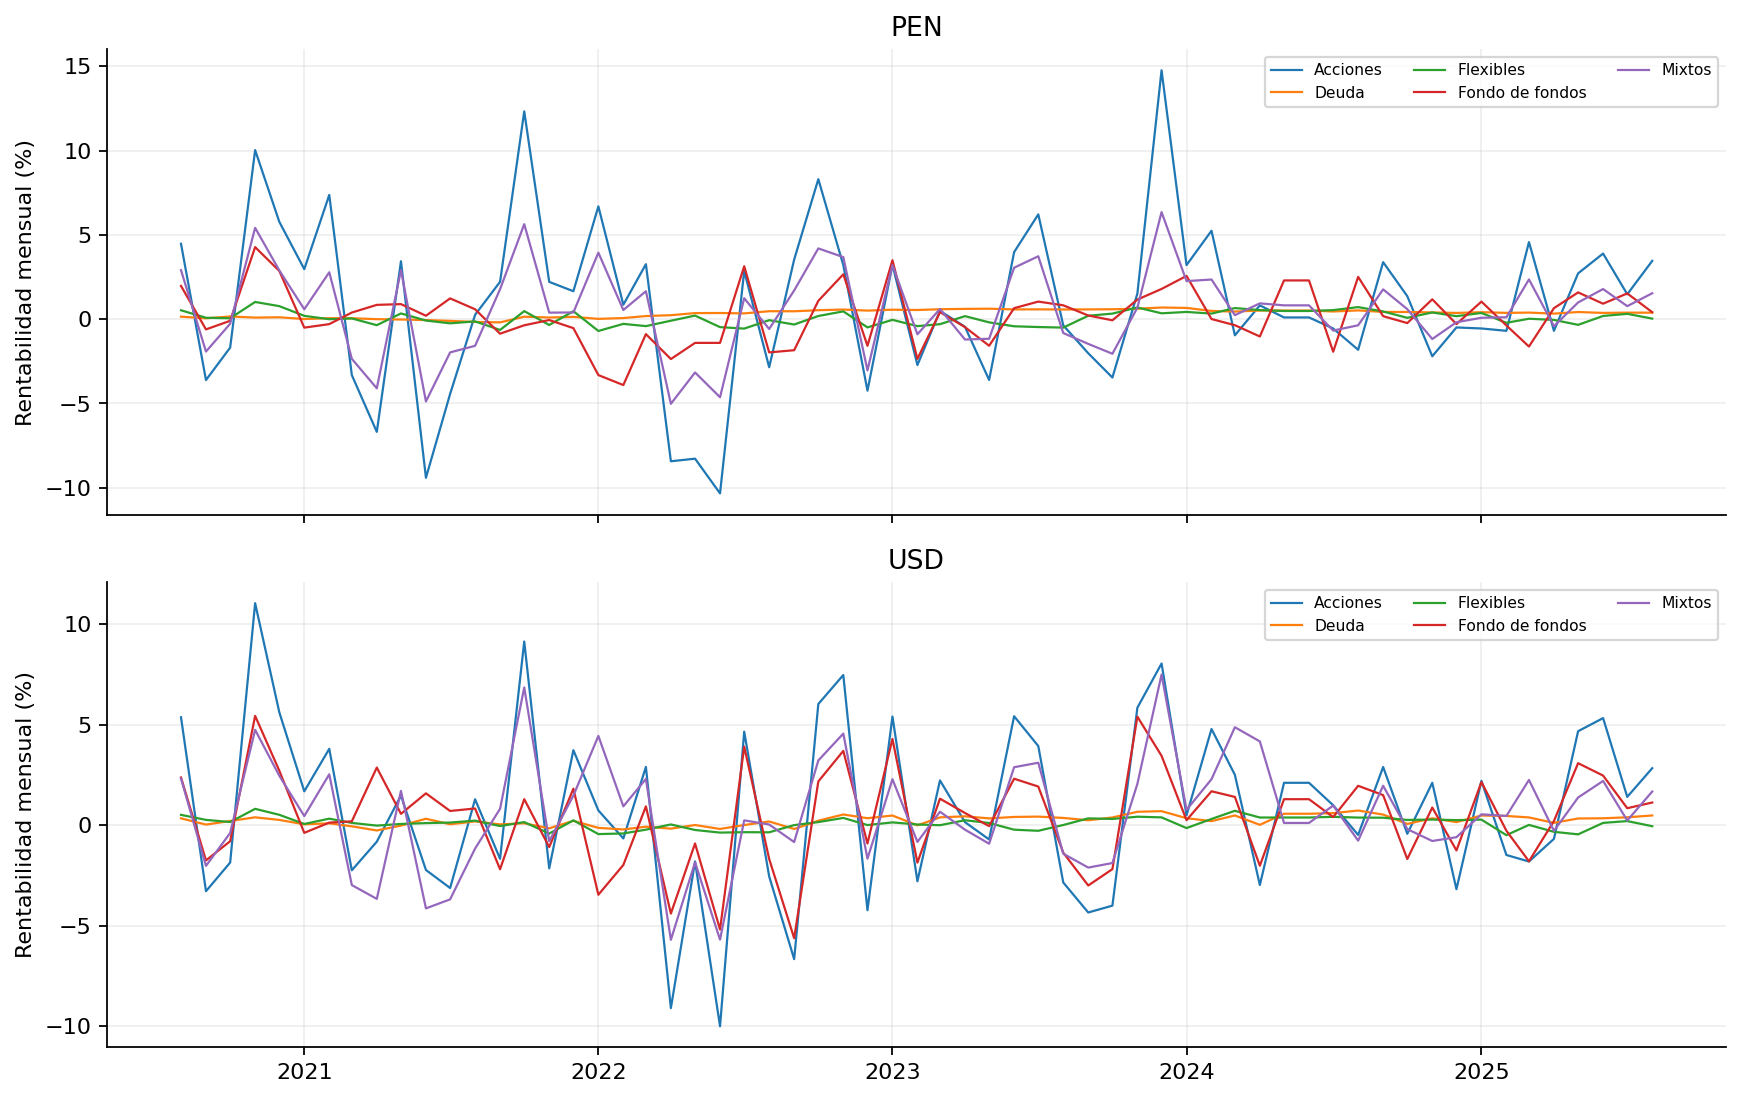 PEN
Rentabilidad mensual (%)
15
10
5
0
−5
−10
Acciones
Deuda
Flexibles
Fondo de fondos
Mixtos
USD
Rentabilidad mensual (%)
10
5
0
−5
−10
Acciones
Deuda
Flexibles
Fondo de fondos
Mixtos
2021 2022 2023 2024 2025